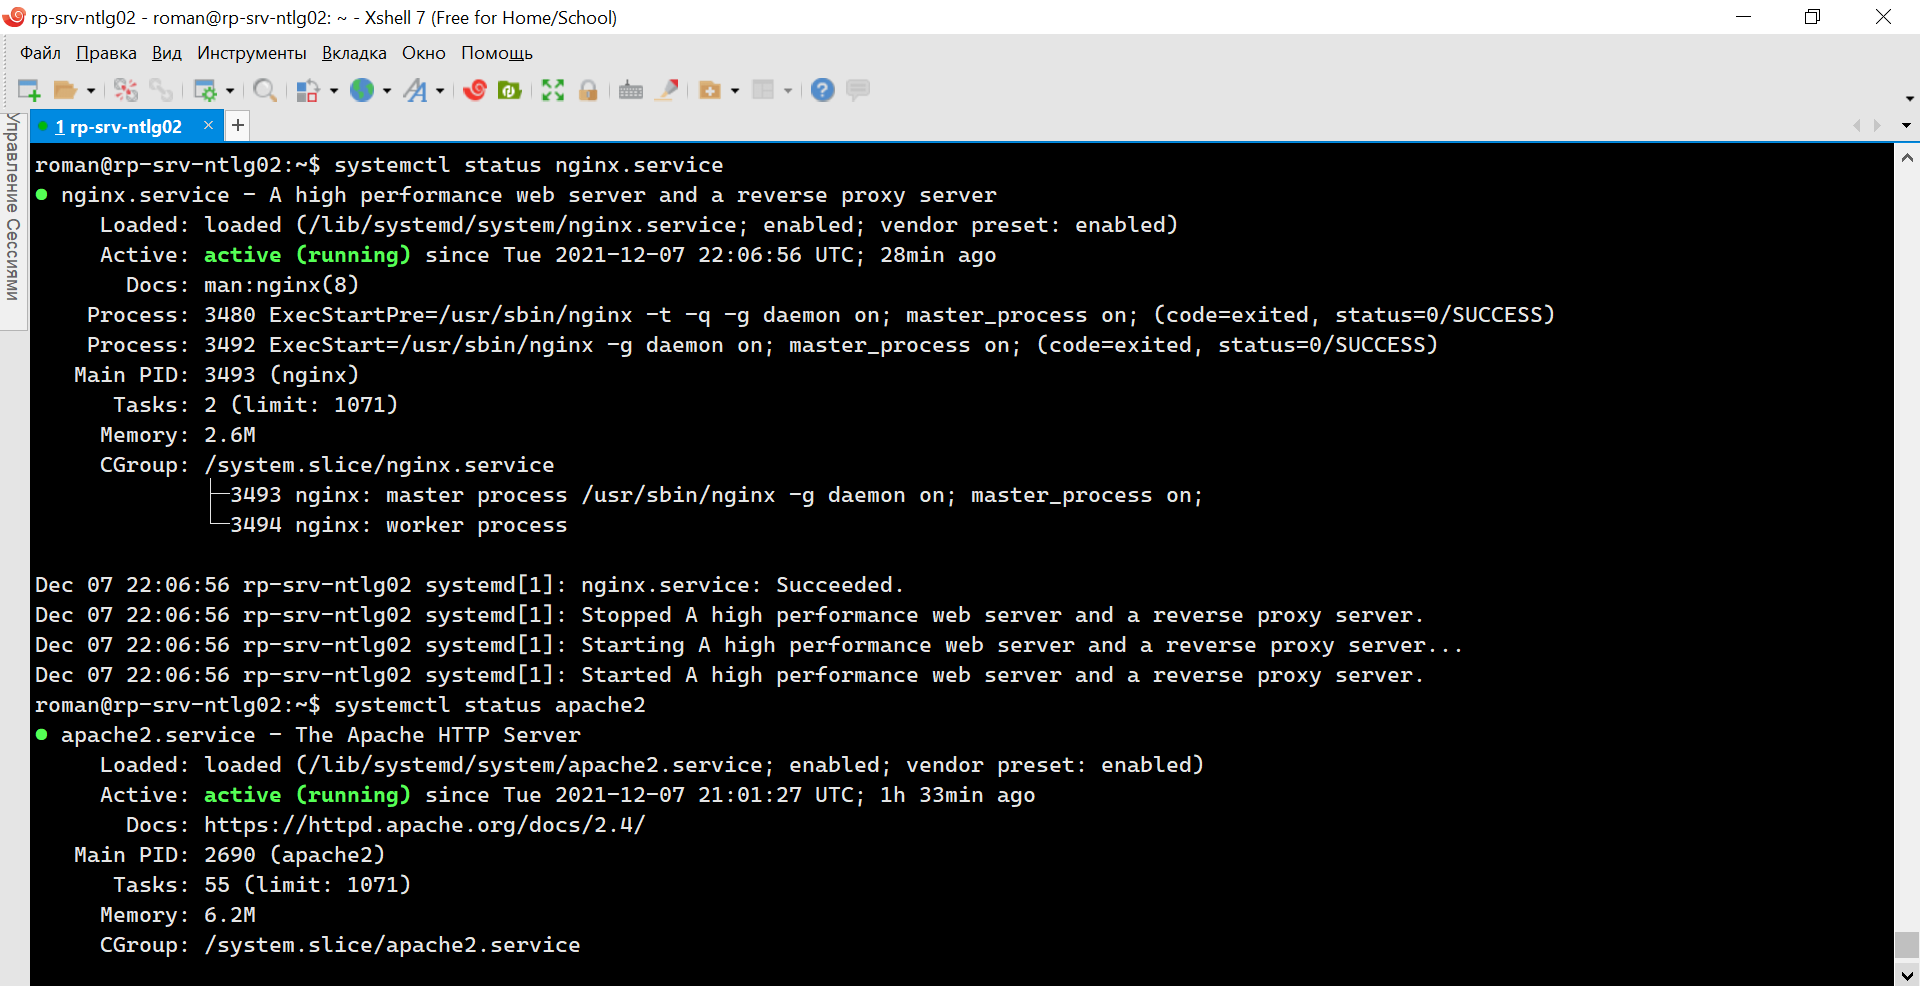 rp-srv-ntlg02 - roman@rp-srv-ntlg02: ~ - Xshell 7 (Free for Home/School)
Файл Правка Вид Инструменты Вкладка Окно Помощь
1 rp-srv-ntlg02 × +
Управление Сессиями
roman@rp-srv-ntlg02:~$ systemctl status nginx.service
● nginx.service - A high performance web server and a reverse proxy server
Loaded: loaded (/lib/systemd/system/nginx.service; enabled; vendor preset: enabled)
Active: active (running) since Tue 2021-12-07 22:06:56 UTC; 28min ago
Docs: man:nginx(8)
Process: 3480 ExecStartPre=/usr/sbin/nginx -t -q -g daemon on; master_process on; (code=exited, status=0/SUCCESS)
Process: 3492 ExecStart=/usr/sbin/nginx -g daemon on; master_process on; (code=exited, status=0/SUCCESS)
Main PID: 3493 (nginx)
Tasks: 2 (limit: 1071)
Memory: 2.6M
CGroup: /system.slice/nginx.service
├─3493 nginx: master process /usr/sbin/nginx -g daemon on; master_process on;
└─3494 nginx: worker process
Dec 07 22:06:56 rp-srv-ntlg02 systemd[1]: nginx.service: Succeeded.
Dec 07 22:06:56 rp-srv-ntlg02 systemd[1]: Stopped A high performance web server and a reverse proxy server.
Dec 07 22:06:56 rp-srv-ntlg02 systemd[1]: Starting A high performance web server and a reverse proxy server...
Dec 07 22:06:56 rp-srv-ntlg02 systemd[1]: Started A high performance web server and a reverse proxy server.
roman@rp-srv-ntlg02:~$ systemctl status apache2
● apache2.service - The Apache HTTP Server
Loaded: loaded (/lib/systemd/system/apache2.service; enabled; vendor preset: enabled)
Active: active (running) since Tue 2021-12-07 21:01:27 UTC; 1h 33min ago
Docs: https://httpd.apache.org/docs/2.4/
Main PID: 2690 (apache2)
Tasks: 55 (limit: 1071)
Memory: 6.2M
CGroup: /system.slice/apache2.service